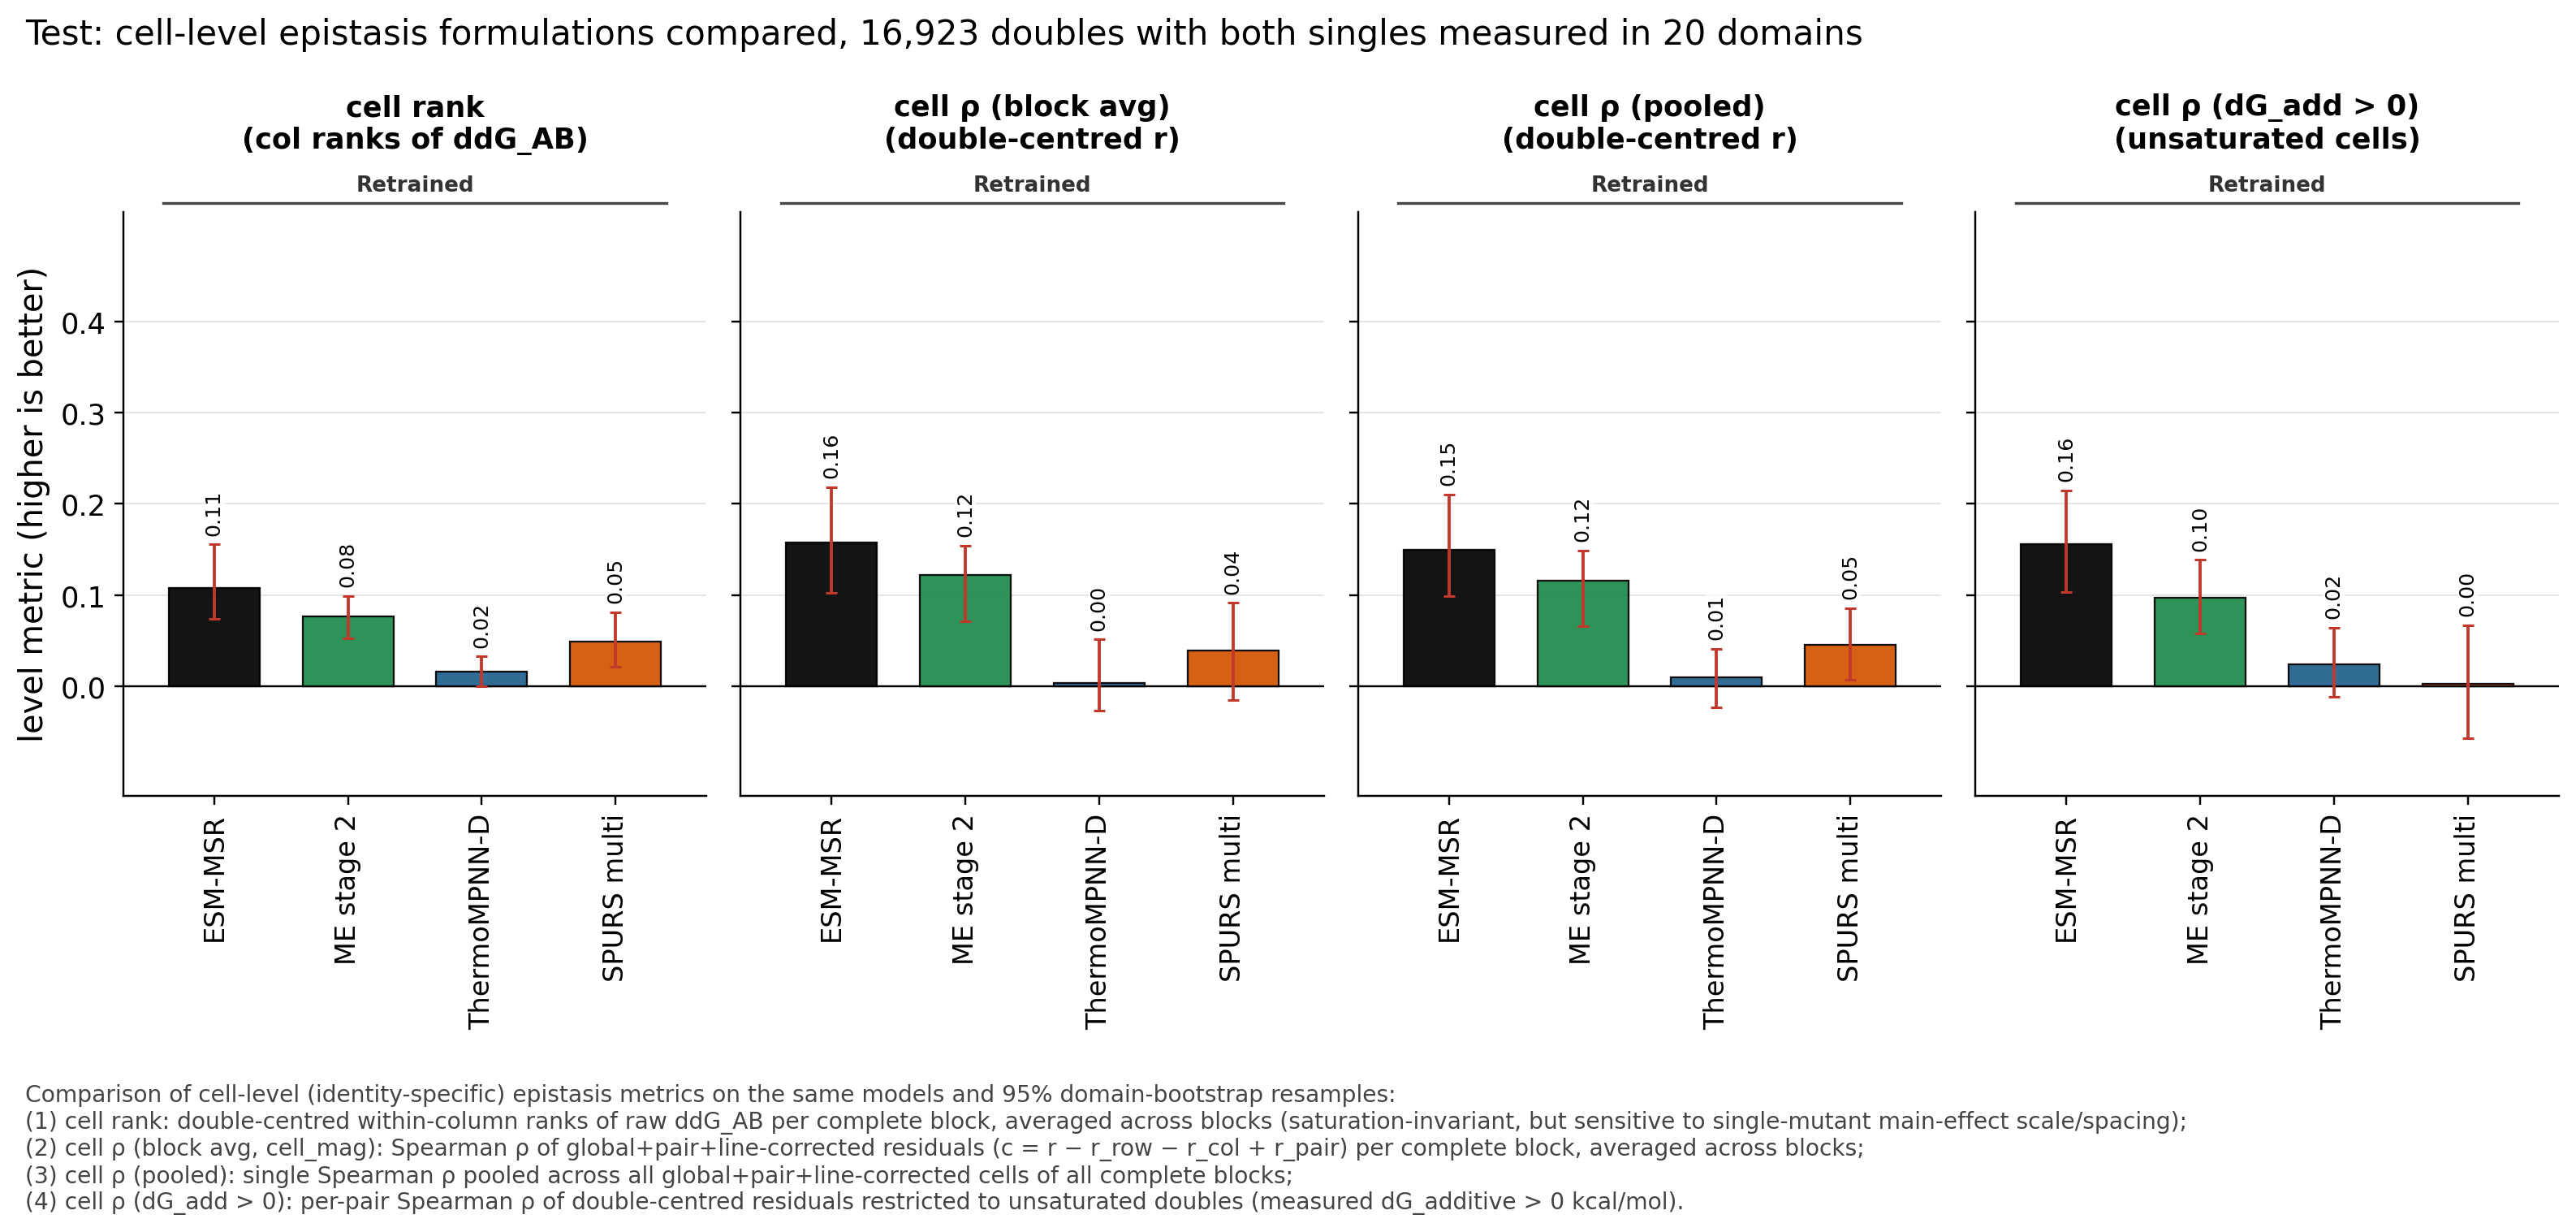 Test: cell-level epistasis formulations compared, 16,923 doubles with both singles measured in 20 domains
cell rank
(col ranks of ddG_AB)
cell ρ (block avg)
(double-centred r)
cell ρ (pooled)
(double-centred r)
cell ρ (dG_add > 0)
(unsaturated cells)
Retrained
Retrained
Retrained
Retrained
level metric (higher is better)
0.4
0.3
0.2
0.1
0.0
0.11
0.08
0.02
0.05
0.16
0.12
0.00
0.04
0.15
0.12
0.01
0.05
0.16
0.10
0.02
0.00
ESM-MSR
ME stage 2
ThermoMPNN-D
SPURS multi
ESM-MSR
ME stage 2
ThermoMPNN-D
SPURS multi
ESM-MSR
ME stage 2
ThermoMPNN-D
SPURS multi
ESM-MSR
ME stage 2
ThermoMPNN-D
SPURS multi
Comparison of cell-level (identity-specific) epistasis metrics on the same models and 95% domain-bootstrap resamples:
(1) cell rank: double-centred within-column ranks of raw ddG_AB per complete block, averaged across blocks (saturation-invariant, but sensitive to single-mutant main-effect scale/spacing);
(2) cell ρ (block avg, cell_mag): Spearman ρ of global+pair+line-corrected residuals (c = r − r_row − r_col + r_pair) per complete block, averaged across blocks;
(3) cell ρ (pooled): single Spearman ρ pooled across all global+pair+line-corrected cells of all complete blocks;
(4) cell ρ (dG_add > 0): per-pair Spearman ρ of double-centred residuals restricted to unsaturated doubles (measured dG_additive > 0 kcal/mol).